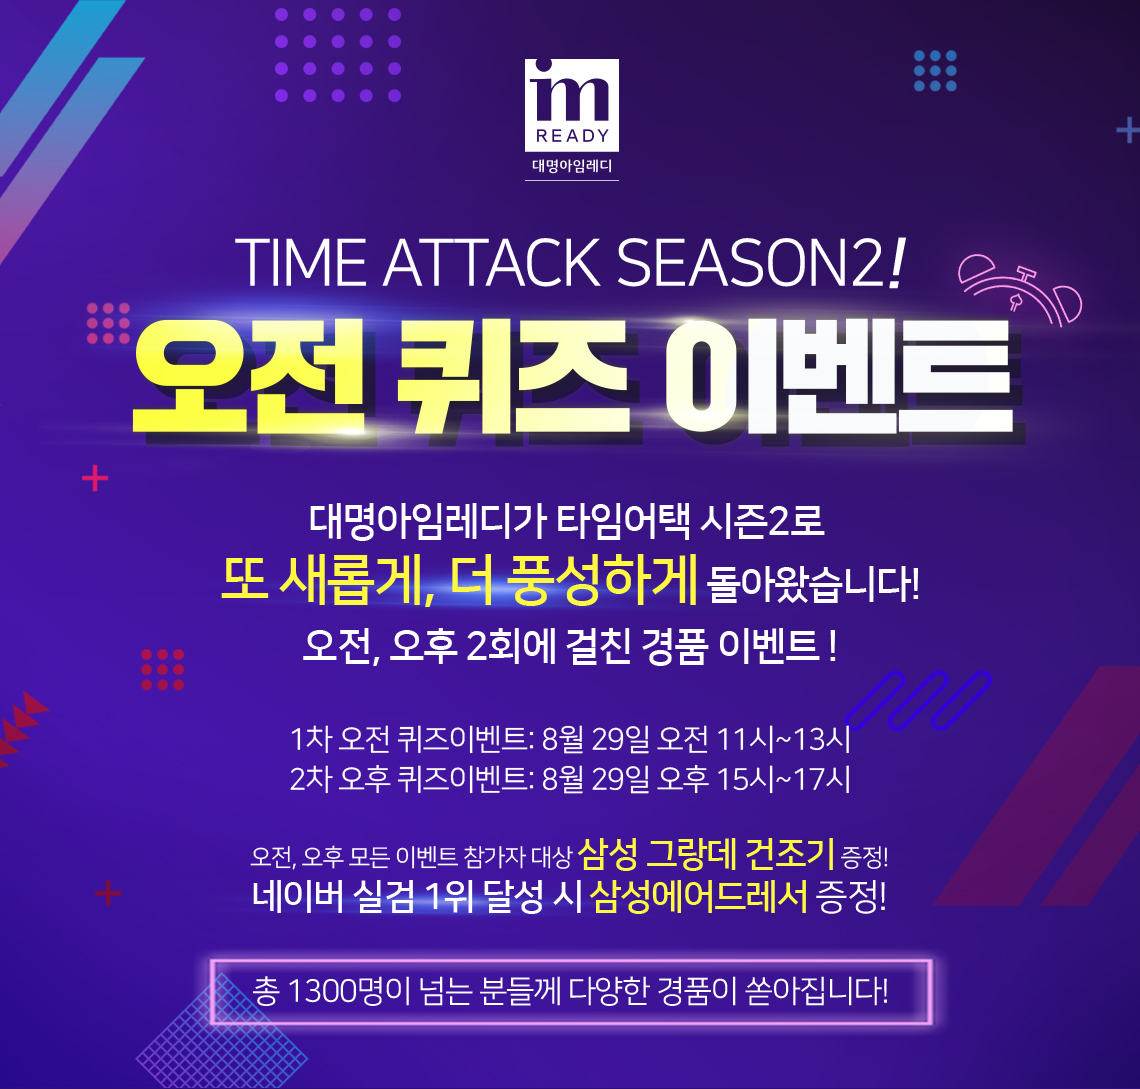 im
READY
대명아임레디
TIME ATTACK SEASON2!
오전 퀴즈 이벤트
대명아임레디가 타임어택 시즌2로
또 새롭게, 더 풍성하게 돌아왔습니다!
오전, 오후 2회에 걸친 경품 이벤트 !
1차 오전 퀴즈이벤트: 8월 29일 오전 11시~13시
2차 오후 퀴즈이벤트: 8월 29일 오후 15시~17시
오전, 오후 모든 이벤트 참가자 대상 삼성 그랑데 건조기 증정!
네이버 실검 1위 달성 시 삼성에어드레서 증정!
총 1300명이 넘는 분들께 다양한 경품이 쏟아집니다!